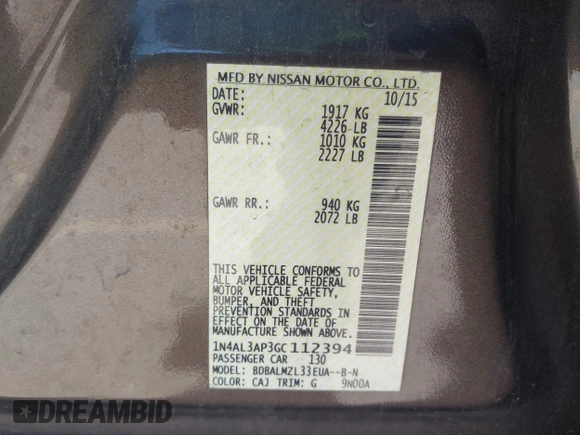 MFD BY NISSAN MOTOR CO., LTD.
DATE: 10/15
GVWR: 1917 KG
4226 LB
GAWR FR.: 1010 KG
2227 LB
GAWR RR.: 940 KG
2072 LB
THIS VEHICLE CONFORMS TO
ALL APPLICABLE FEDERAL
MOTOR VEHICLE SAFETY,
BUMPER, AND THEFT
PREVENTION STANDARDS IN
EFFECT ON THE DATE OF
MANUFACTURE SHOWN ABOVE.
1N4AL3AP3GC112394
PASSENGER CAR 130
MODEL: BDBALMZL33EUA--B-N
COLOR: CAJ TRIM: G 9N00A
DREAMBID